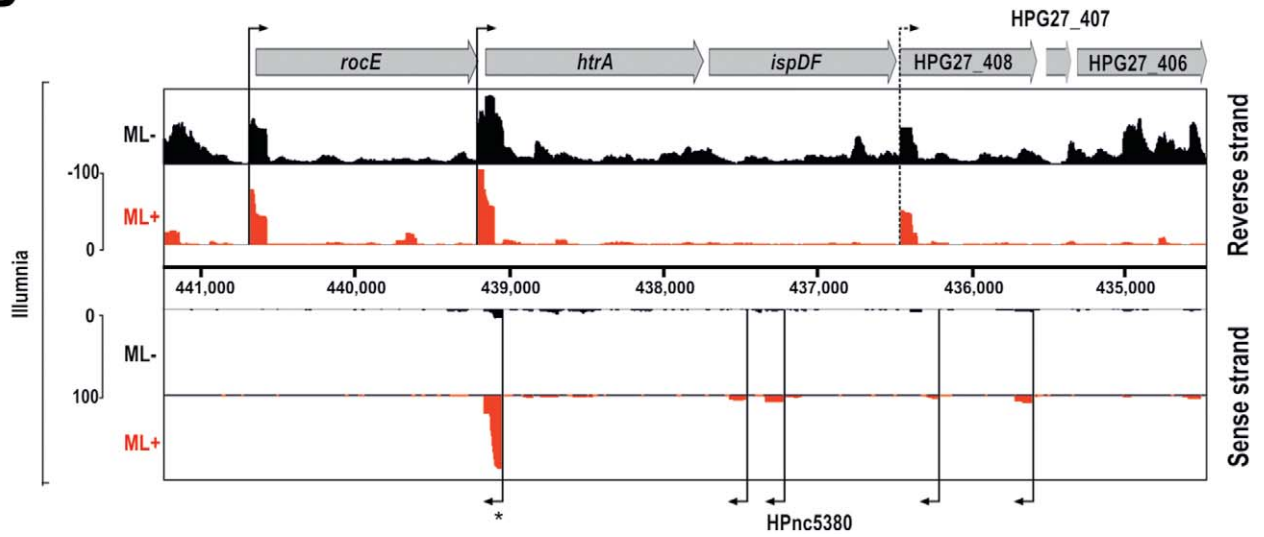 HPG27_407
rocE htrA ispDF HPG27_408 HPG27_406
ML-
-100
ML+
0
Reverse strand
Illumnia
441,000 440,000 439,000 438,000 437,000 436,000 435,000
0
ML-
100
ML+
Sense strand
*
HPnc5380